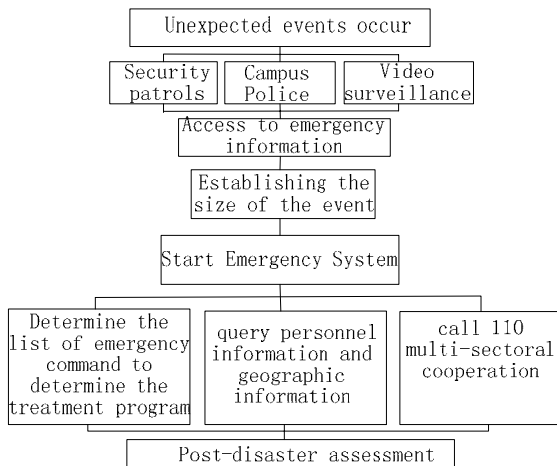 Unexpected events occur
Security patrols
Campus Police
Video surveillance
Access to emergency
information
Establishing the
size of the event
Start Emergency System
Determine the
list of emergency
command to
determine the
treatment program
query personnel
information and
geographic
information
call 110
multi-sectoral
cooperation
Post-disaster assessment